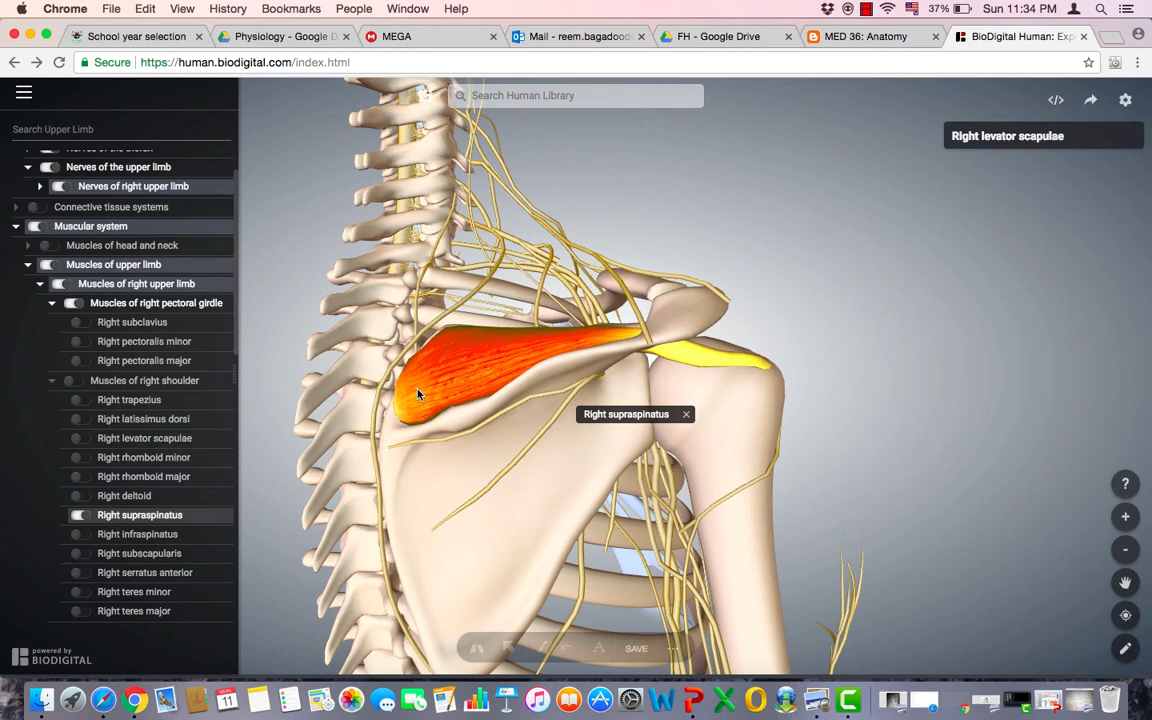 Chrome File Edit View History Bookmarks People Window Help 37% Sun 11:34 PM
School year selection Physiology - Google D MEGA Mail - reem.bagadood FH - Google Drive MED 36: Anatomy BioDigital Human: Exp
Secure https://human.biodigital.com/index.html
Search Human Library
Search Upper Limb
Right levator scapulae
Nerves of the upper limb
Nerves of right upper limb
Connective tissue systems
Muscular system
Muscles of head and neck
Muscles of upper limb
Muscles of right upper limb
Muscles of right pectoral girdle
Right subclavius
Right pectoralis minor
Right pectoralis major
Muscles of right shoulder
Right trapezius
Right latissimus dorsi
Right levator scapulae
Right rhomboid minor
Right rhomboid major
Right deltoid
Right supraspinatus
Right infraspinatus
Right subscapularis
Right serratus anterior
Right teres minor
Right teres major
Right supraspinatus
powered by
BIODIGITAL
SAVE